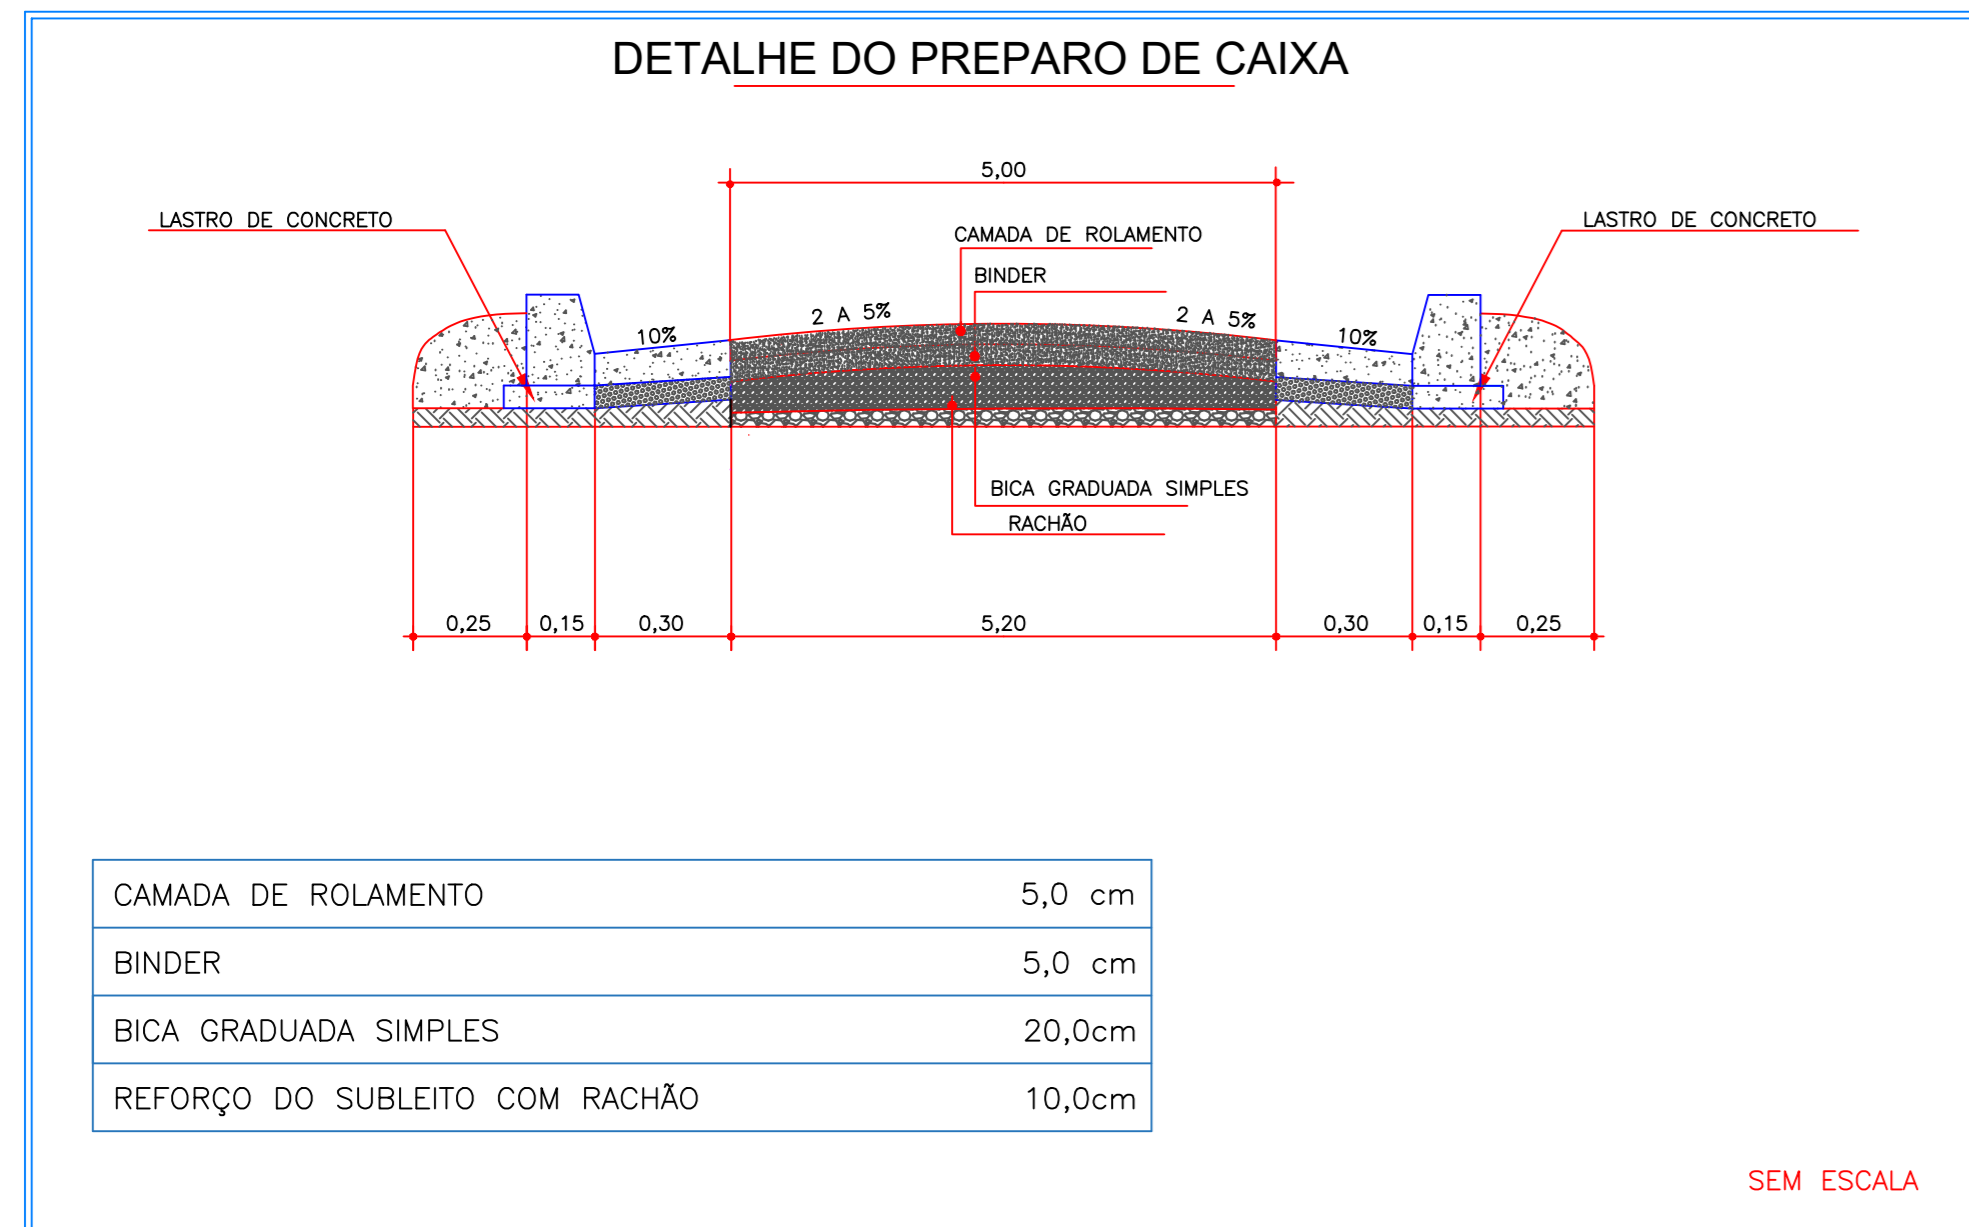 DETALHE DO PREPARO DE CAIXA
5,00
LASTRO DE CONCRETO
LASTRO DE CONCRETO
CAMADA DE ROLAMENTO
BINDER
10%
2 A 5%
2 A 5%
10%
BICA GRADUADA SIMPLES
RACHÃO
0,25 0,15 0,30 5,20 0,30 0,15 0,25
CAMADA DE ROLAMENTO 5,0 cm
BINDER 5,0 cm
BICA GRADUADA SIMPLES 20,0cm
REFORÇO DO SUBLEITO COM RACHÃO 10,0cm
SEM ESCALA